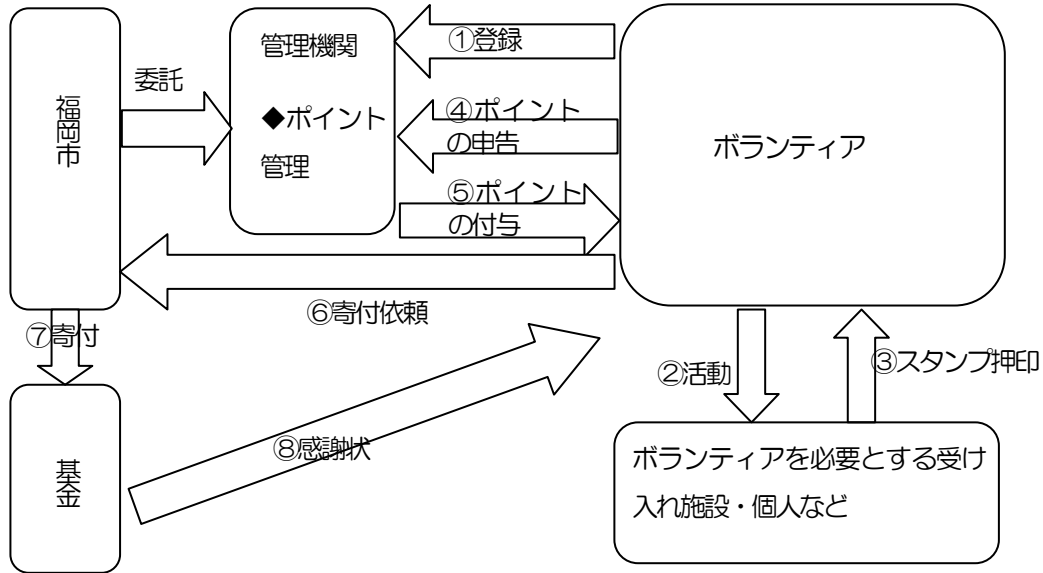 福岡市
委託
管理機関
◆ポイント
管理
①登録
④ポイント
の申告
⑤ポイント
の付与
ボランティア
⑥寄付依頼
⑦寄付
②活動
③スタンプ押印
基金
⑧感謝状
ボランティアを必要とする受け
入れ施設・個人など